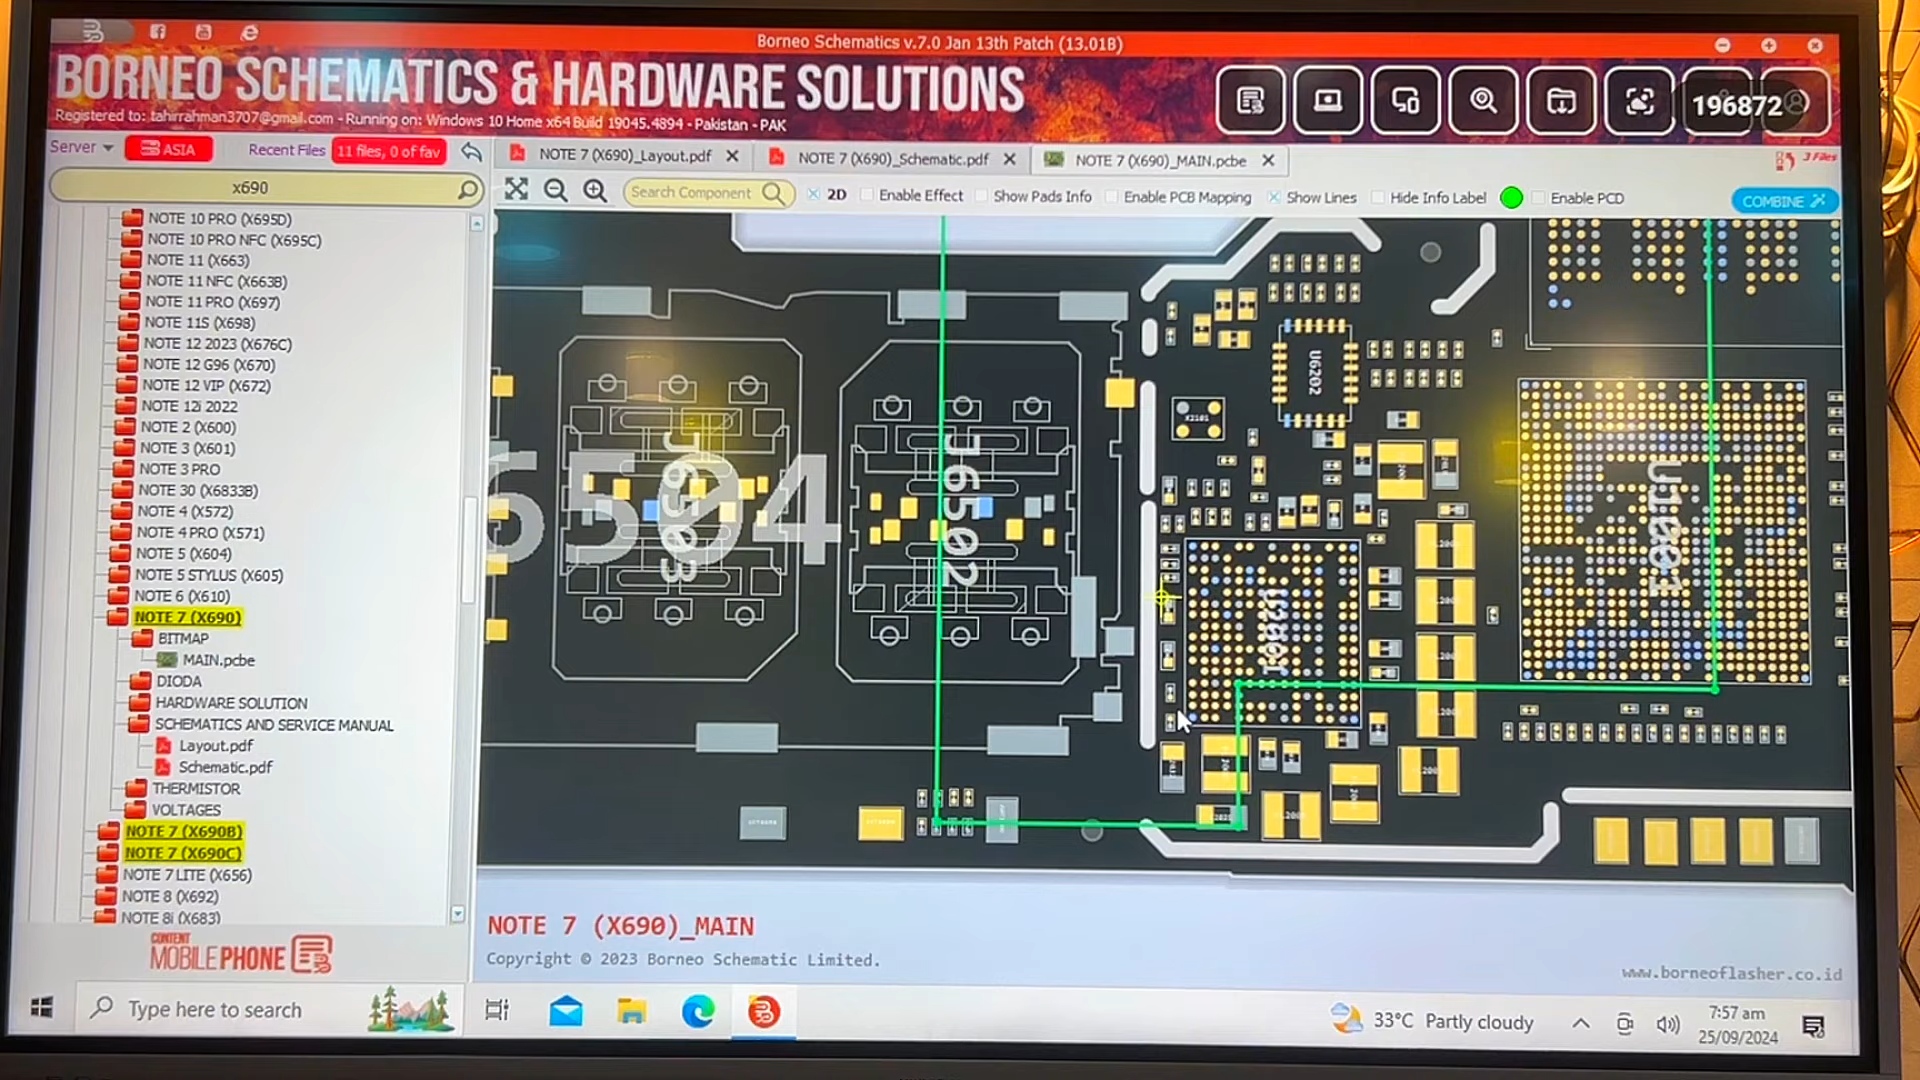 Borneo Schematics v.7.0 Jan 13th Patch (13.01B)
BORNEO SCHEMATICS & HARDWARE SOLUTIONS
Registered to: tahirrahman3707@gmail.com - Running on: Windows 10 Home x64 Build 19045.4894 - Pakistan - PAK
196872
Server
ASIA
Recent Files
11 files, 0 of fav
NOTE 7 (X690)_Layout.pdf
NOTE 7 (X690)_Schematic.pdf
NOTE 7 (X690)_MAIN.pcbe
3 Files
x690
Search Component
2D
Enable Effect
Show Pads Info
Enable PCB Mapping
Show Lines
Hide Info Label
Enable PCD
COMBINE
NOTE 10 PRO (X695D)
NOTE 10 PRO NFC (X695C)
NOTE 11 (X663)
NOTE 11 NFC (X663B)
NOTE 11 PRO (X697)
NOTE 11S (X698)
NOTE 12 2023 (X676C)
NOTE 12 G96 (X670)
NOTE 12 VIP (X672)
NOTE 12i 2022
NOTE 2 (X600)
NOTE 3 (X601)
NOTE 3 PRO
NOTE 30 (X6833B)
NOTE 4 (X572)
NOTE 4 PRO (X571)
NOTE 5 (X604)
NOTE 5 STYLUS (X605)
NOTE 6 (X610)
NOTE 7 (X690)
BITMAP
MAIN.pcbe
DIODA
HARDWARE SOLUTION
SCHEMATICS AND SERVICE MANUAL
Layout.pdf
Schematic.pdf
THERMISTOR
VOLTAGES
NOTE 7 (X690B)
NOTE 7 (X690C)
NOTE 7 LITE (X656)
NOTE 8 (X692)
NOTE 8i (X683)
CONTENT
MOBILE PHONE
6504
J6503
J6502
U6202
X2101
U1001
NOTE 7 (X690)_MAIN
Copyright © 2023 Borneo Schematic Limited.
www.borneoflasher.co.id
Type here to search
33°C Partly cloudy
7:57 am
25/09/2024